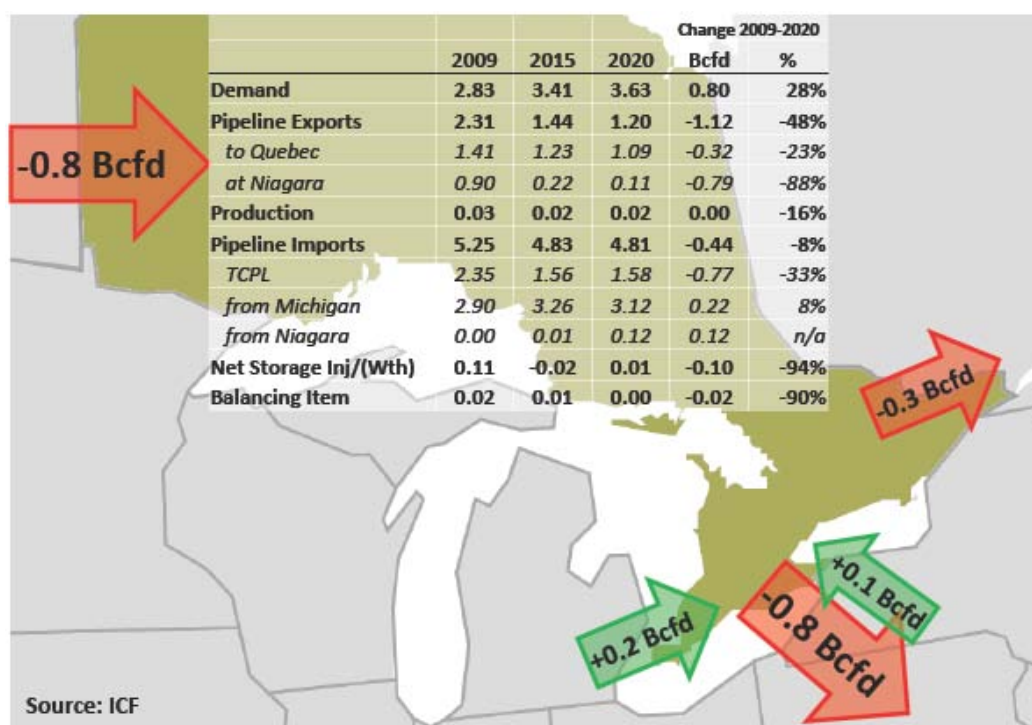 Change 2009-2020
2009 2015 2020 Bcfd %
Demand 2.83 3.41 3.63 0.80 28%
Pipeline Exports 2.31 1.44 1.20 -1.12 -48%
to Quebec 1.41 1.23 1.09 -0.32 -23%
at Niagara 0.90 0.22 0.11 -0.79 -88%
Production 0.03 0.02 0.02 0.00 -16%
Pipeline Imports 5.25 4.83 4.81 -0.44 -8%
TCPL 2.35 1.56 1.58 -0.77 -33%
from Michigan 2.90 3.26 3.12 0.22 8%
from Niagara 0.00 0.01 0.12 0.12 n/a
Net Storage Inj/(Wth) 0.11 -0.02 0.01 -0.10 -94%
Balancing Item 0.02 0.01 0.00 -0.02 -90%
-0.8 Bcfd
-0.3 Bcfd
+0.1 Bcfd
+0.2 Bcfd
-0.8 Bcfd
Source: ICF